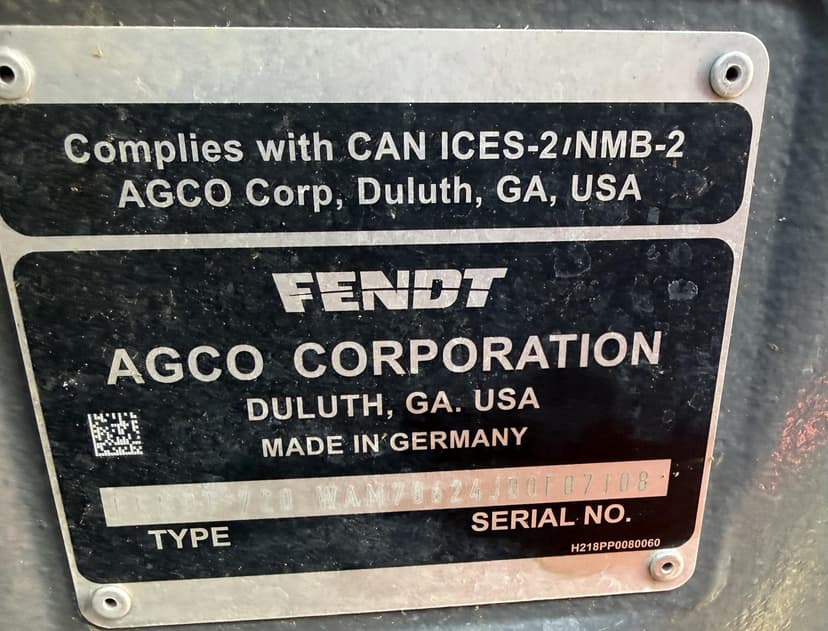 Complies with CAN ICES-2/NMB-2
AGCO Corp, Duluth, GA, USA
FENDT
AGCO CORPORATION
DULUTH, GA. USA
MADE IN GERMANY
720
TYPE
SERIAL NO.
H218PP0080060